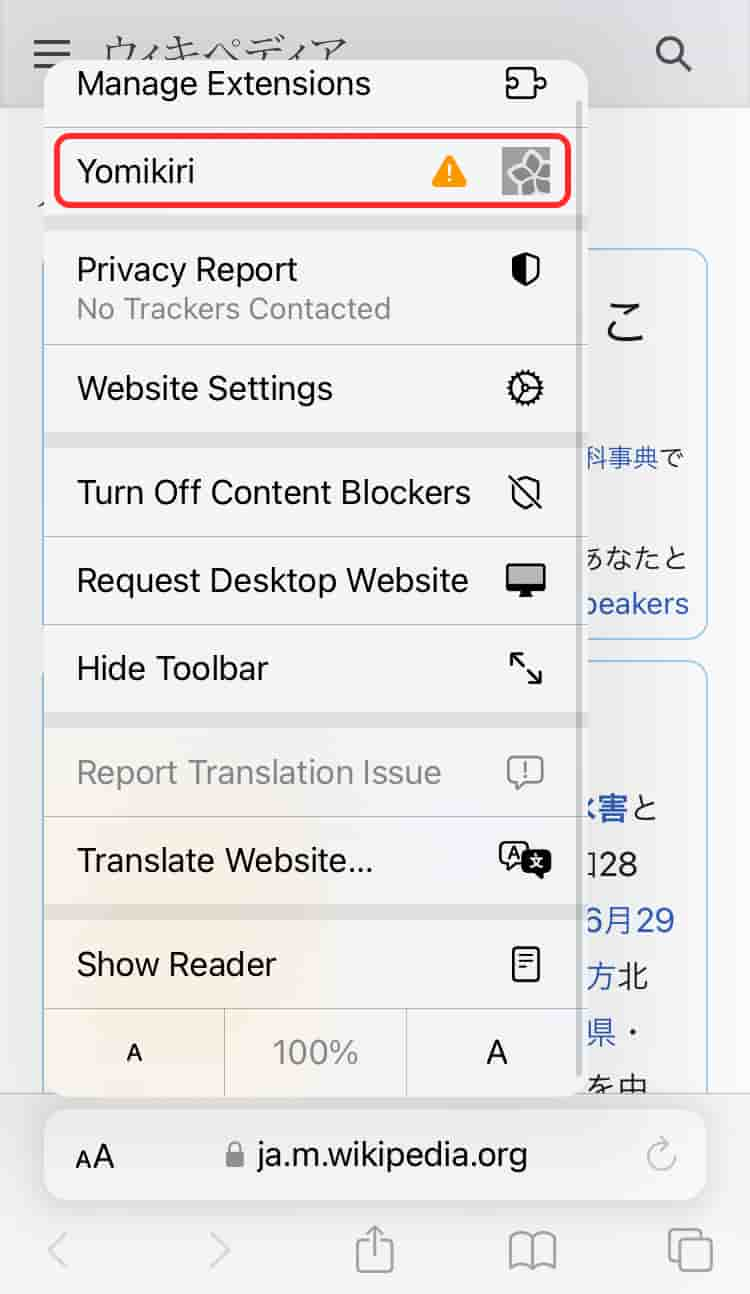 ウィキペディア
Manage Extensions
Yomikiri
Privacy Report
No Trackers Contacted
こ
Website Settings
科事典で
Turn Off Content Blockers
あなたと
Request Desktop Website
peakers
Hide Toolbar
Report Translation Issue
水害と
28
Translate Website...
6月29
Show Reader
方北
県・
A 100% A
を中
AA ja.m.wikipedia.org